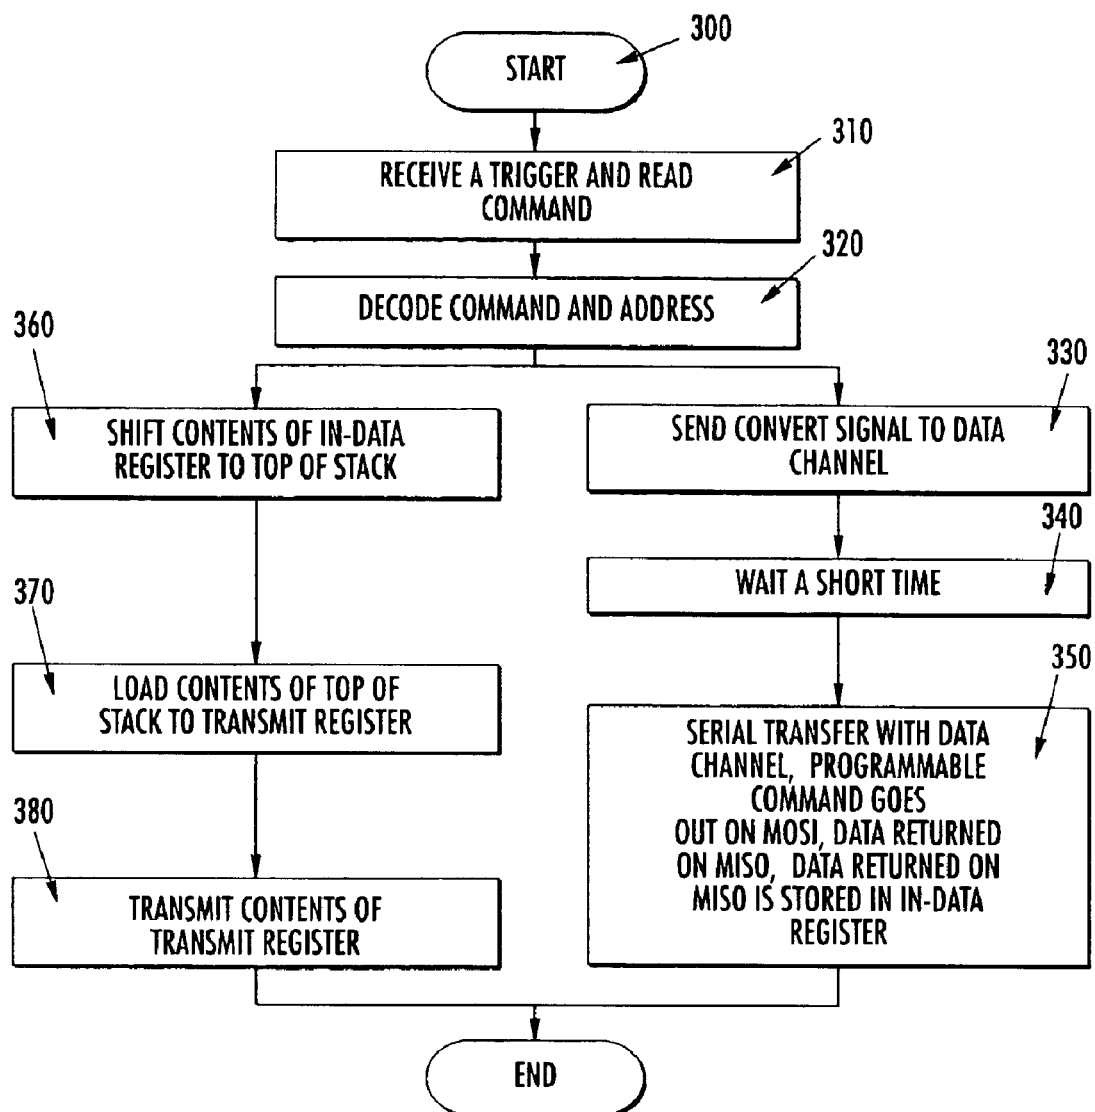 300
START
310
RECEIVE A TRIGGER AND READ
COMMAND
320
DECODE COMMAND AND ADDRESS
360
SHIFT CONTENTS OF IN-DATA
REGISTER TO TOP OF STACK
330
SEND CONVERT SIGNAL TO DATA
CHANNEL
340
WAIT A SHORT TIME
370
LOAD CONTENTS OF TOP OF
STACK TO TRANSMIT REGISTER
350
SERIAL TRANSFER WITH DATA
CHANNEL, PROGRAMMABLE
COMMAND GOES
OUT ON MOSI, DATA RETURNED
ON MISO, DATA RETURNED ON
MISO IS STORED IN IN-DATA
REGISTER
380
TRANSMIT CONTENTS OF
TRANSMIT REGISTER
END